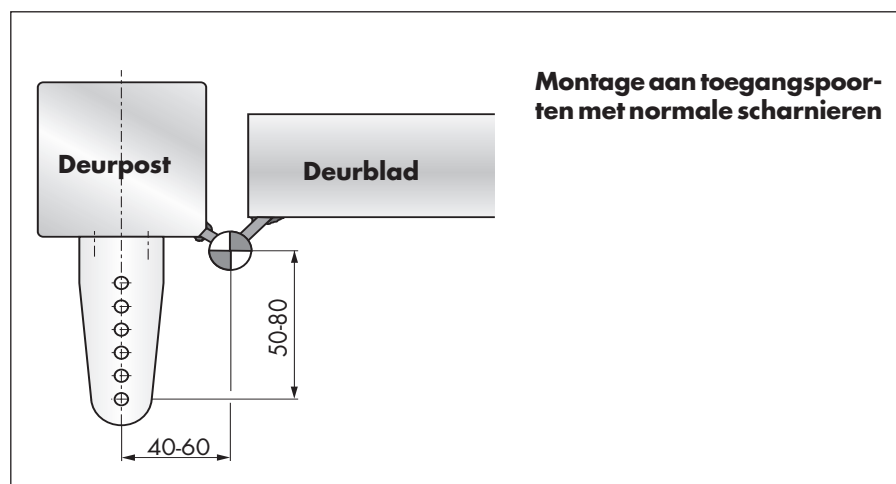 Montage aan toegangspoor-
ten met normale scharnieren
Deurpost
Deurblad
50-80
40-60